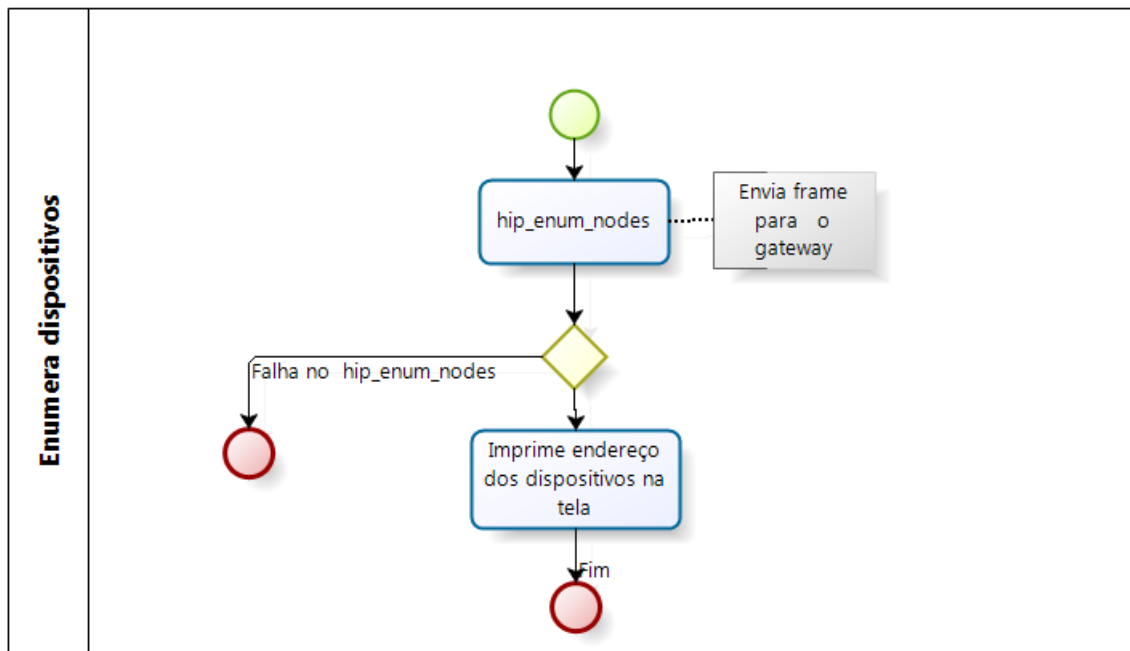 Enumera dispositivos
hip_enum_nodes
Envia frame
para o
gateway
Falha no hip_enum_nodes
Imprime endereço
dos dispositivos na
tela
Fim